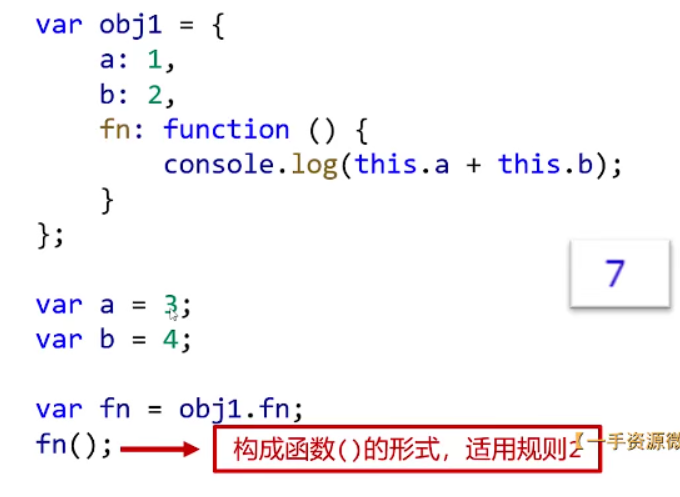 var obj1 = {
    a: 1,
    b: 2,
    fn: function () {
        console.log(this.a + this.b);
    }
};
7
var a = 3;
var b = 4;
var fn = obj1.fn;
fn(); 构成函数()的形式，适用规则2
【一手资源微